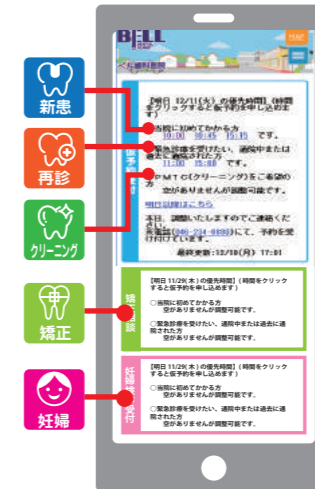 BELL
MENU
新患
再診
クリーニング
矯正
妊婦
【明日 12/11(火) の優先時間】(時間
をクリックすると仮予約を申し込めま
す)
○当院に初めてかかる方
10:00 10:45 15:15 です。
○緊急診療を受けたい、通院中または
過去に通院された方
11:00 15:00 です。
○PMTC(クリーニング)をご希望の
方
空がありませんが調整可能です。
明日以降はこちら
本日、調整いたしますのでご連絡くだ
さい。
お電話(046-234-0893)にて、予約を受
け付けています。
最終更新:12/10(月) 17:01
矯正相談
【明日 11/29( 木 ) の優先時間】( 時間をクリック
すると仮予約を申し込めます )
○当院に初めてかかる方
空がありませんが調整可能です。
○緊急診療を受けたい、通院中または過去に通
院された方
空がありませんが調整可能です。
【明日 11/29( 木 ) の優先時間】( 時間をクリック
すると仮予約を申し込めます )
○当院に初めてかかる方
空がありませんが調整可能です。
○緊急診療を受けたい、通院中または過去に通
院された方
空がありませんが調整可能です。